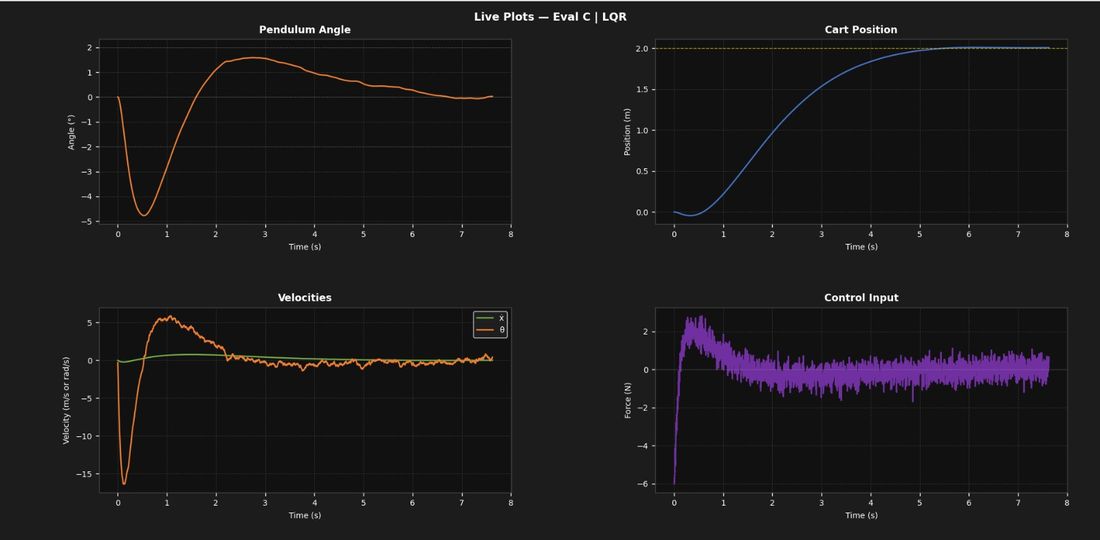 Live Plots — Eval C | LQR
Pendulum Angle
Angle (°)
2
1
0
−1
−2
−3
−4
−5
0 1 2 3 4 5 6 7 8
Time (s)
Cart Position
Position (m)
2.0
1.5
1.0
0.5
0.0
0 1 2 3 4 5 6 7 8
Time (s)
Velocities
Velocity (m/s or rad/s)
5
0
−5
−10
−15
ẋ
θ̇
0 1 2 3 4 5 6 7 8
Time (s)
Control Input
Force (N)
2
0
−2
−4
−6
0 1 2 3 4 5 6 7 8
Time (s)